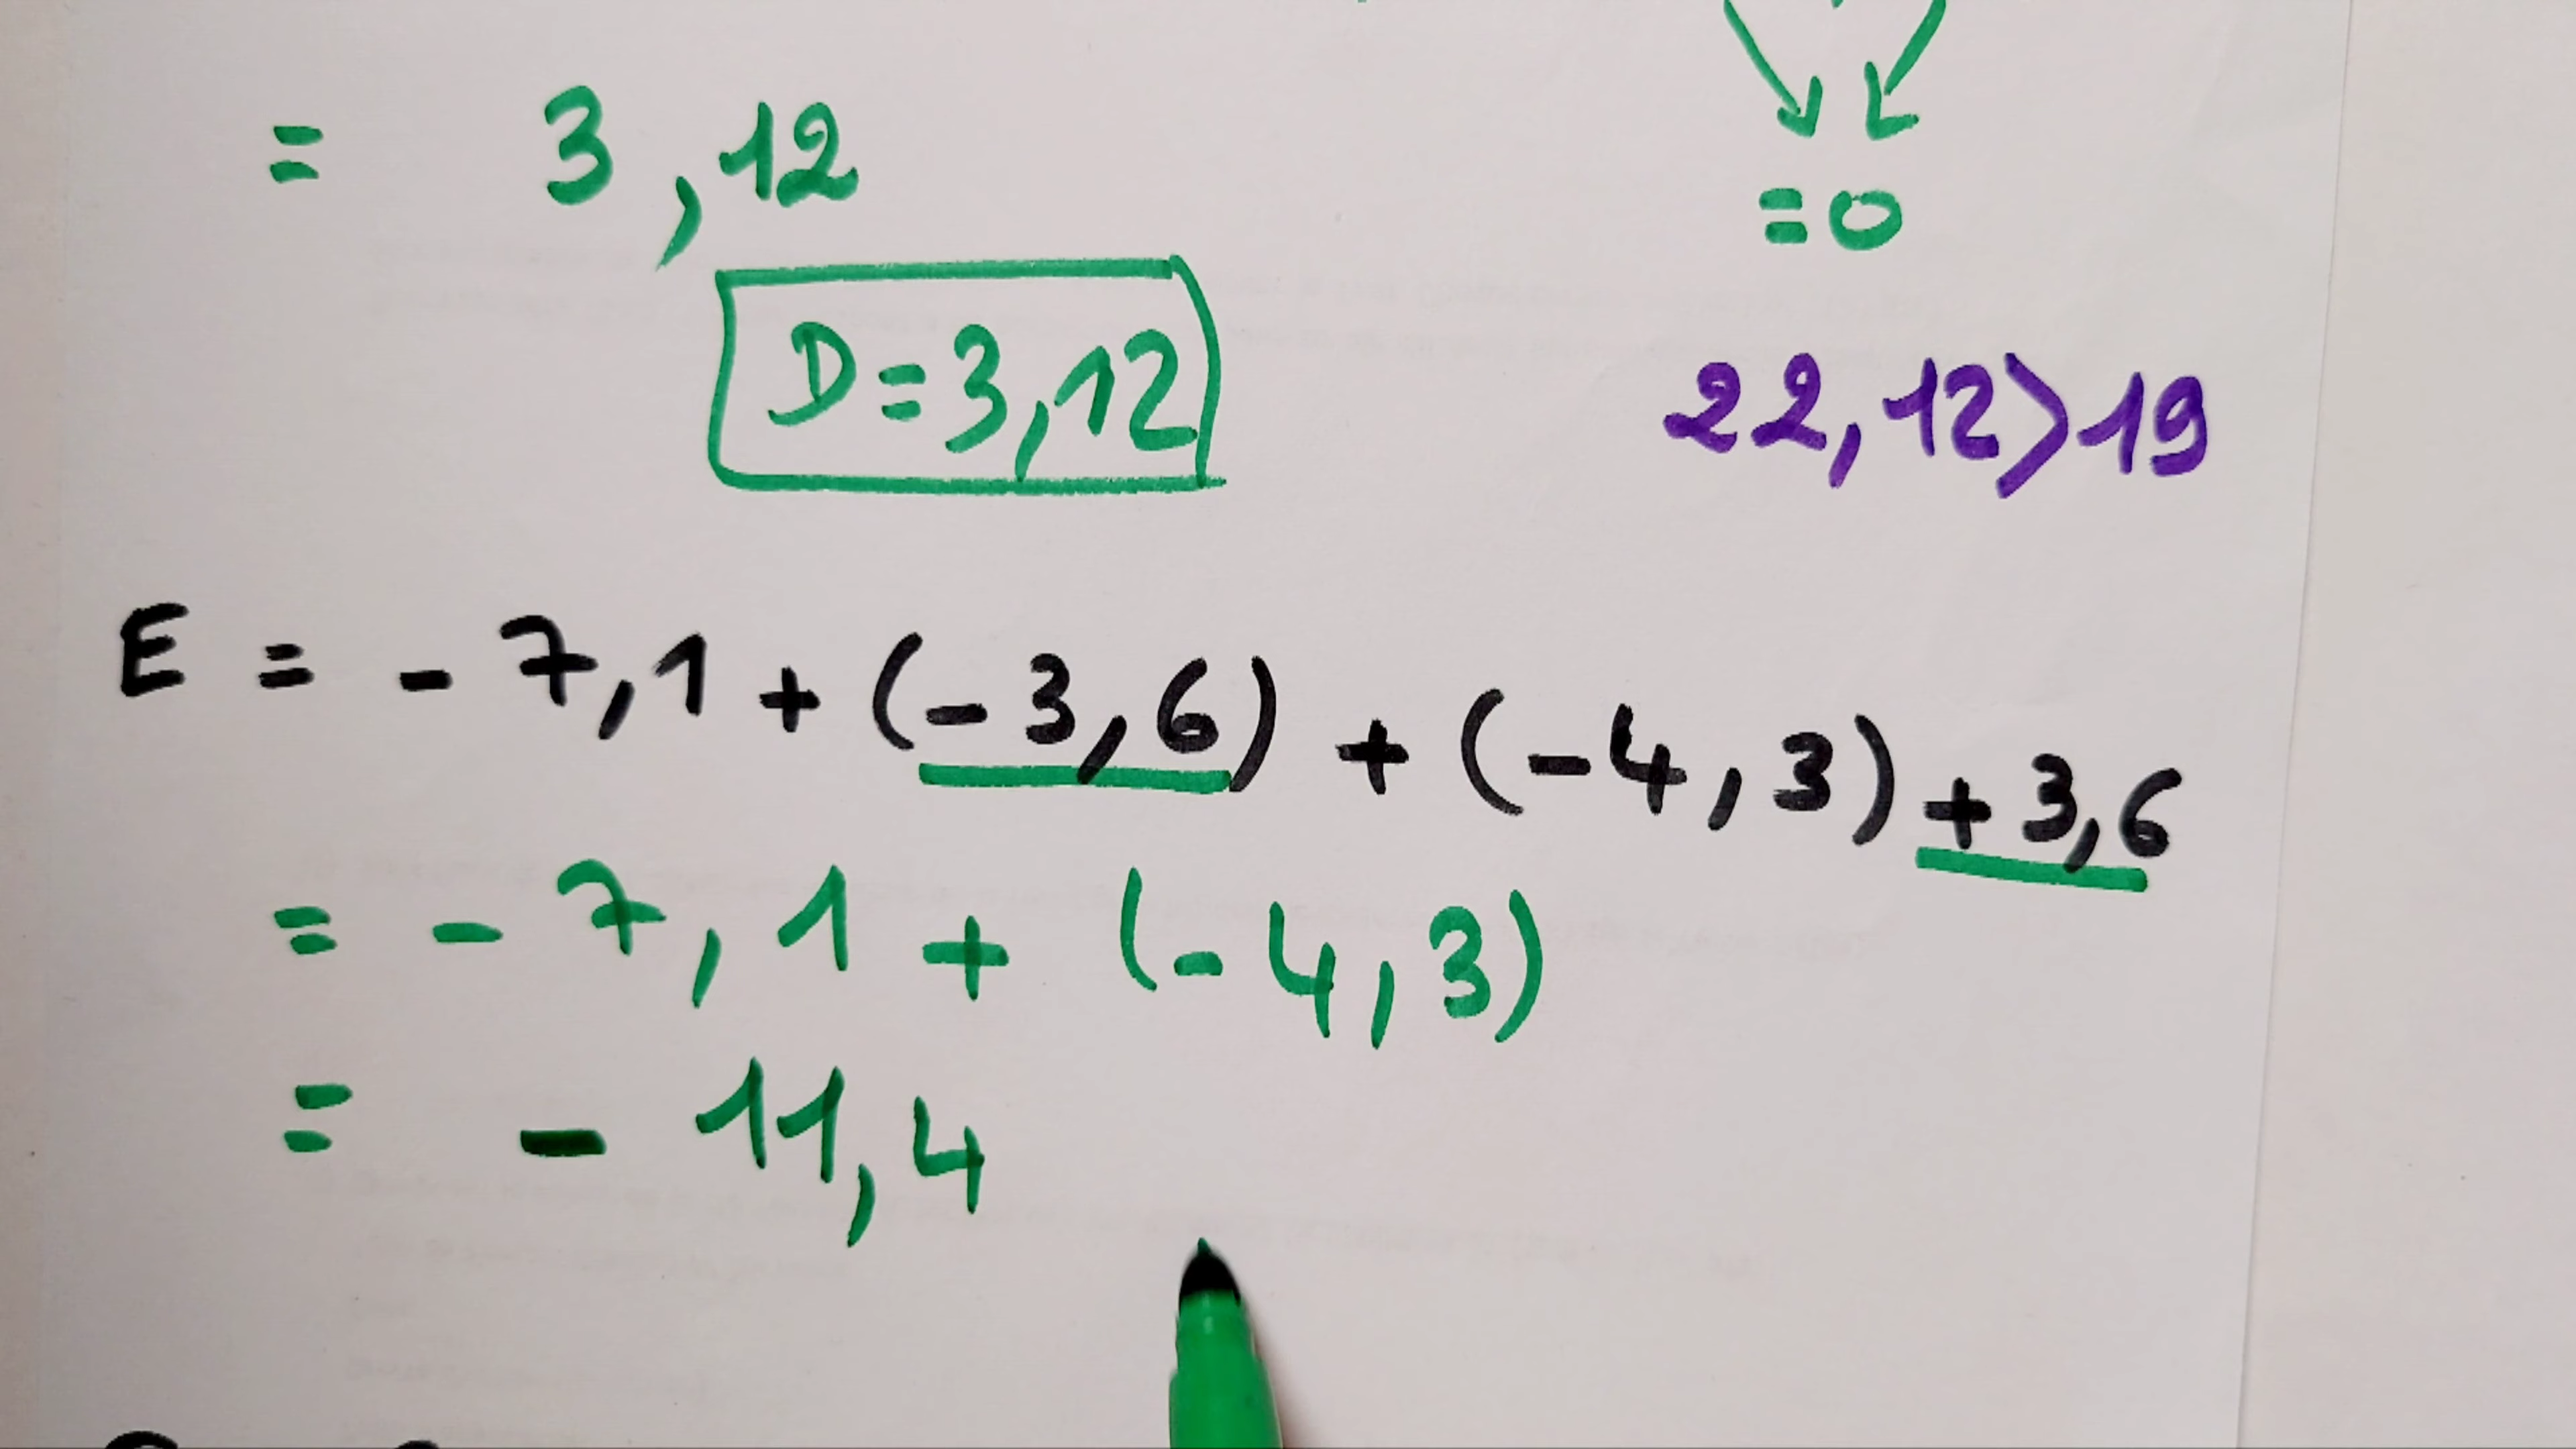 = 3,12
= 0
D = 3,12
22,12 > 19
E = - 7,1 + (- 3,6) + (- 4,3) + 3,6
= - 7,1 + (- 4,3)
= - 11,4